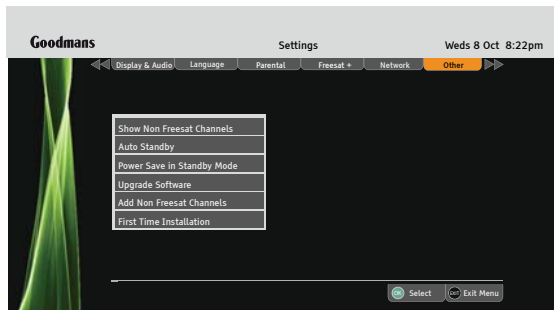 Goodmans Settings Weds 8 Oct 8:22pm
Display & Audio Language Parental Freesat + Network Other
Show Non Freesat Channels
Auto Standby
Power Save in Standby Mode
Upgrade Software
Add Non Freesat Channels
First Time Installation
OK Select EXIT Exit Menu